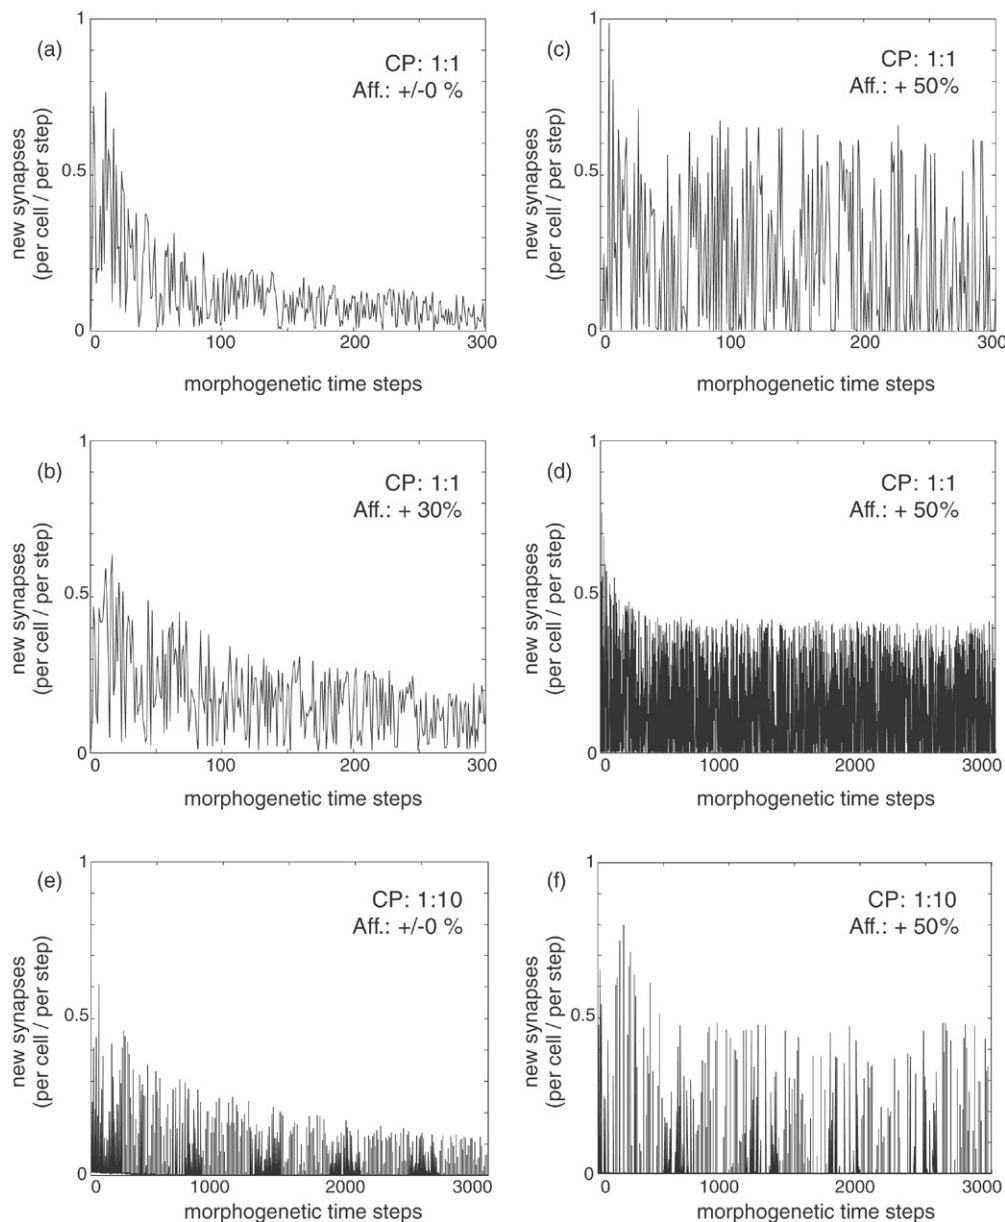 (a)
1
0.5
0
new synapses
(per cell / per step)
CP: 1:1
Aff.: +/-0 %
0 100 200 300
morphogenetic time steps
(c)
1
0.5
0
new synapses
(per cell / per step)
CP: 1:1
Aff.: + 50%
0 100 200 300
morphogenetic time steps
(b)
1
0.5
0
new synapses
(per cell / per step)
CP: 1:1
Aff.: + 30%
0 100 200 300
morphogenetic time steps
(d)
1
0.5
0
new synapses
(per cell / per step)
CP: 1:1
Aff.: + 50%
0 1000 2000 3000
morphogenetic time steps
(e)
1
0.5
0
new synapses
(per cell / per step)
CP: 1:10
Aff.: +/-0 %
0 1000 2000 3000
morphogenetic time steps
(f)
1
0.5
0
new synapses
(per cell / per step)
CP: 1:10
Aff.: + 50%
0 1000 2000 3000
morphogenetic time steps